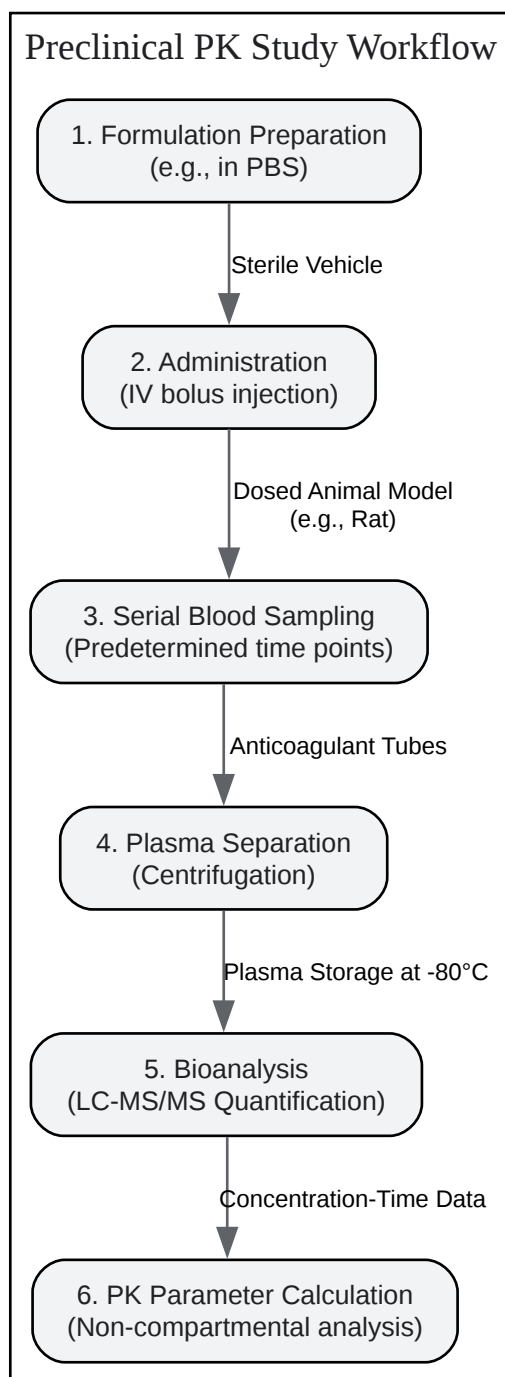 Preclinical PK Study Workflow
1. Formulation Preparation
(e.g., in PBS)
Sterile Vehicle
2. Administration
(IV bolus injection)
Dosed Animal Model
(e.g., Rat)
3. Serial Blood Sampling
(Predetermined time points)
Anticoagulant Tubes
4. Plasma Separation
(Centrifugation)
Plasma Storage at -80°C
5. Bioanalysis
(LC-MS/MS Quantification)
Concentration-Time Data
6. PK Parameter Calculation
(Non-compartmental analysis)